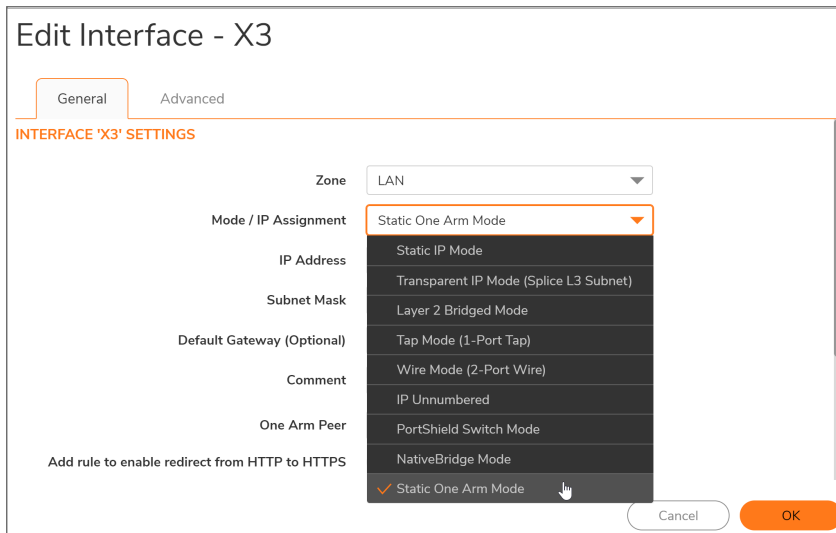 Edit Interface - X3
General
Advanced
INTERFACE 'X3' SETTINGS
Zone
LAN
Mode / IP Assignment
Static One Arm Mode
IP Address
Subnet Mask
Default Gateway (Optional)
Comment
One Arm Peer
Add rule to enable redirect from HTTP to HTTPS
Static IP Mode
Transparent IP Mode (Splice L3 Subnet)
Layer 2 Bridged Mode
Tap Mode (1-Port Tap)
Wire Mode (2-Port Wire)
IP Unnumbered
PortShield Switch Mode
NativeBridge Mode
Static One Arm Mode
Cancel
OK